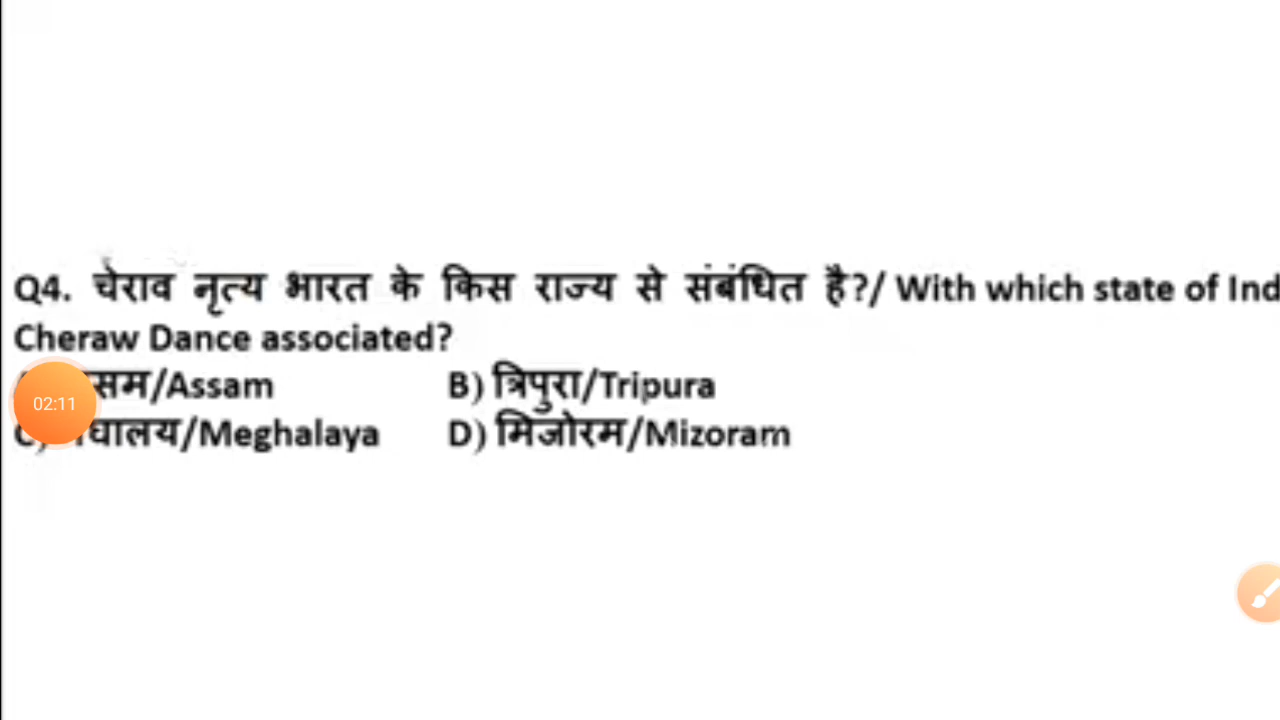 Q4. चेराव नृत्य भारत के किस राज्य से संबंधित है?/ With which state of Ind
Cheraw Dance associated?
सम/Assam B) त्रिपुरा/Tripura
घालय/Meghalaya D) मिजोरम/Mizoram
02:11